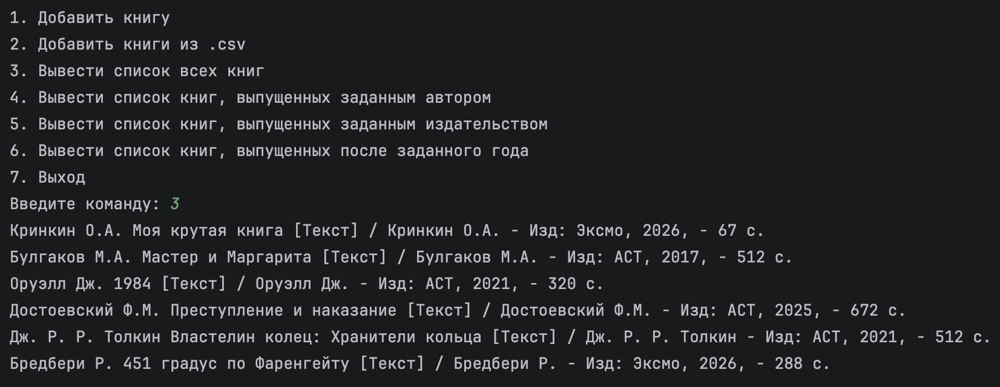 1. Добавить книгу
2. Добавить книги из .csv
3. Вывести список всех книг
4. Вывести список книг, выпущенных заданным автором
5. Вывести список книг, выпущенных заданным издательством
6. Вывести список книг, выпущенных после заданного года
7. Выход
Введите команду: 3
Кринкин О.А. Моя крутая книга [Текст] / Кринкин О.А. - Изд: Эксмо, 2026, - 67 с.
Булгаков М.А. Мастер и Маргарита [Текст] / Булгаков М.А. - Изд: АСТ, 2017, - 512 с.
Оруэлл Дж. 1984 [Текст] / Оруэлл Дж. - Изд: АСТ, 2021, - 320 с.
Достоевский Ф.М. Преступление и наказание [Текст] / Достоевский Ф.М. - Изд: АСТ, 2025, - 672 с.
Дж. Р. Р. Толкин Властелин колец: Хранители кольца [Текст] / Дж. Р. Р. Толкин - Изд: АСТ, 2021, - 512 с.
Бредбери Р. 451 градус по Фаренгейту [Текст] / Бредбери Р. - Изд: Эксмо, 2026, - 288 с.